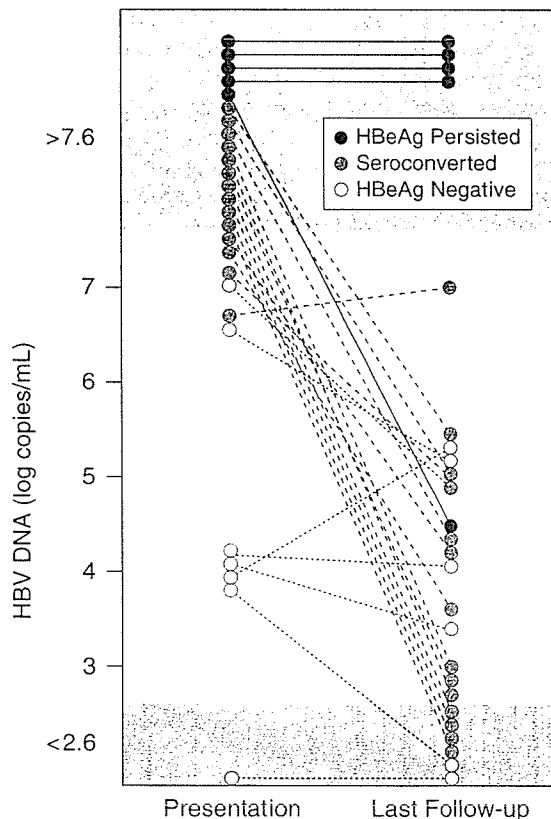 >7.6
HBeAg Persisted
Seroconverted
HBeAg Negative
7
6
5
4
3
<2.6
HBV DNA (log copies/mL)
Presentation
Last Follow-up